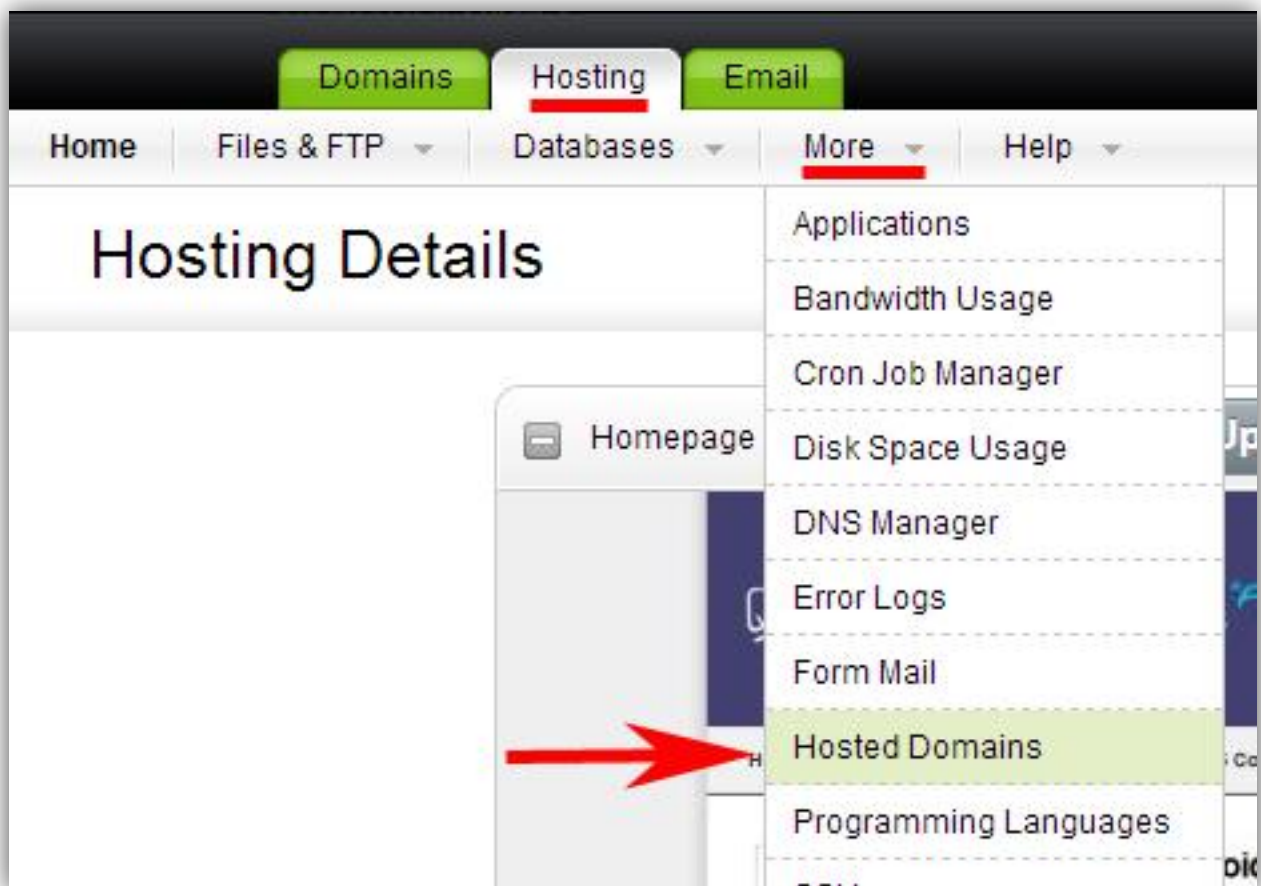 Domains Hosting Email
Home Files & FTP Databases More Help
Hosting Details
Applications
Bandwidth Usage
Cron Job Manager
Homepage
Disk Space Usage
DNS Manager
Error Logs
Form Mail
Hosted Domains
Programming Languages